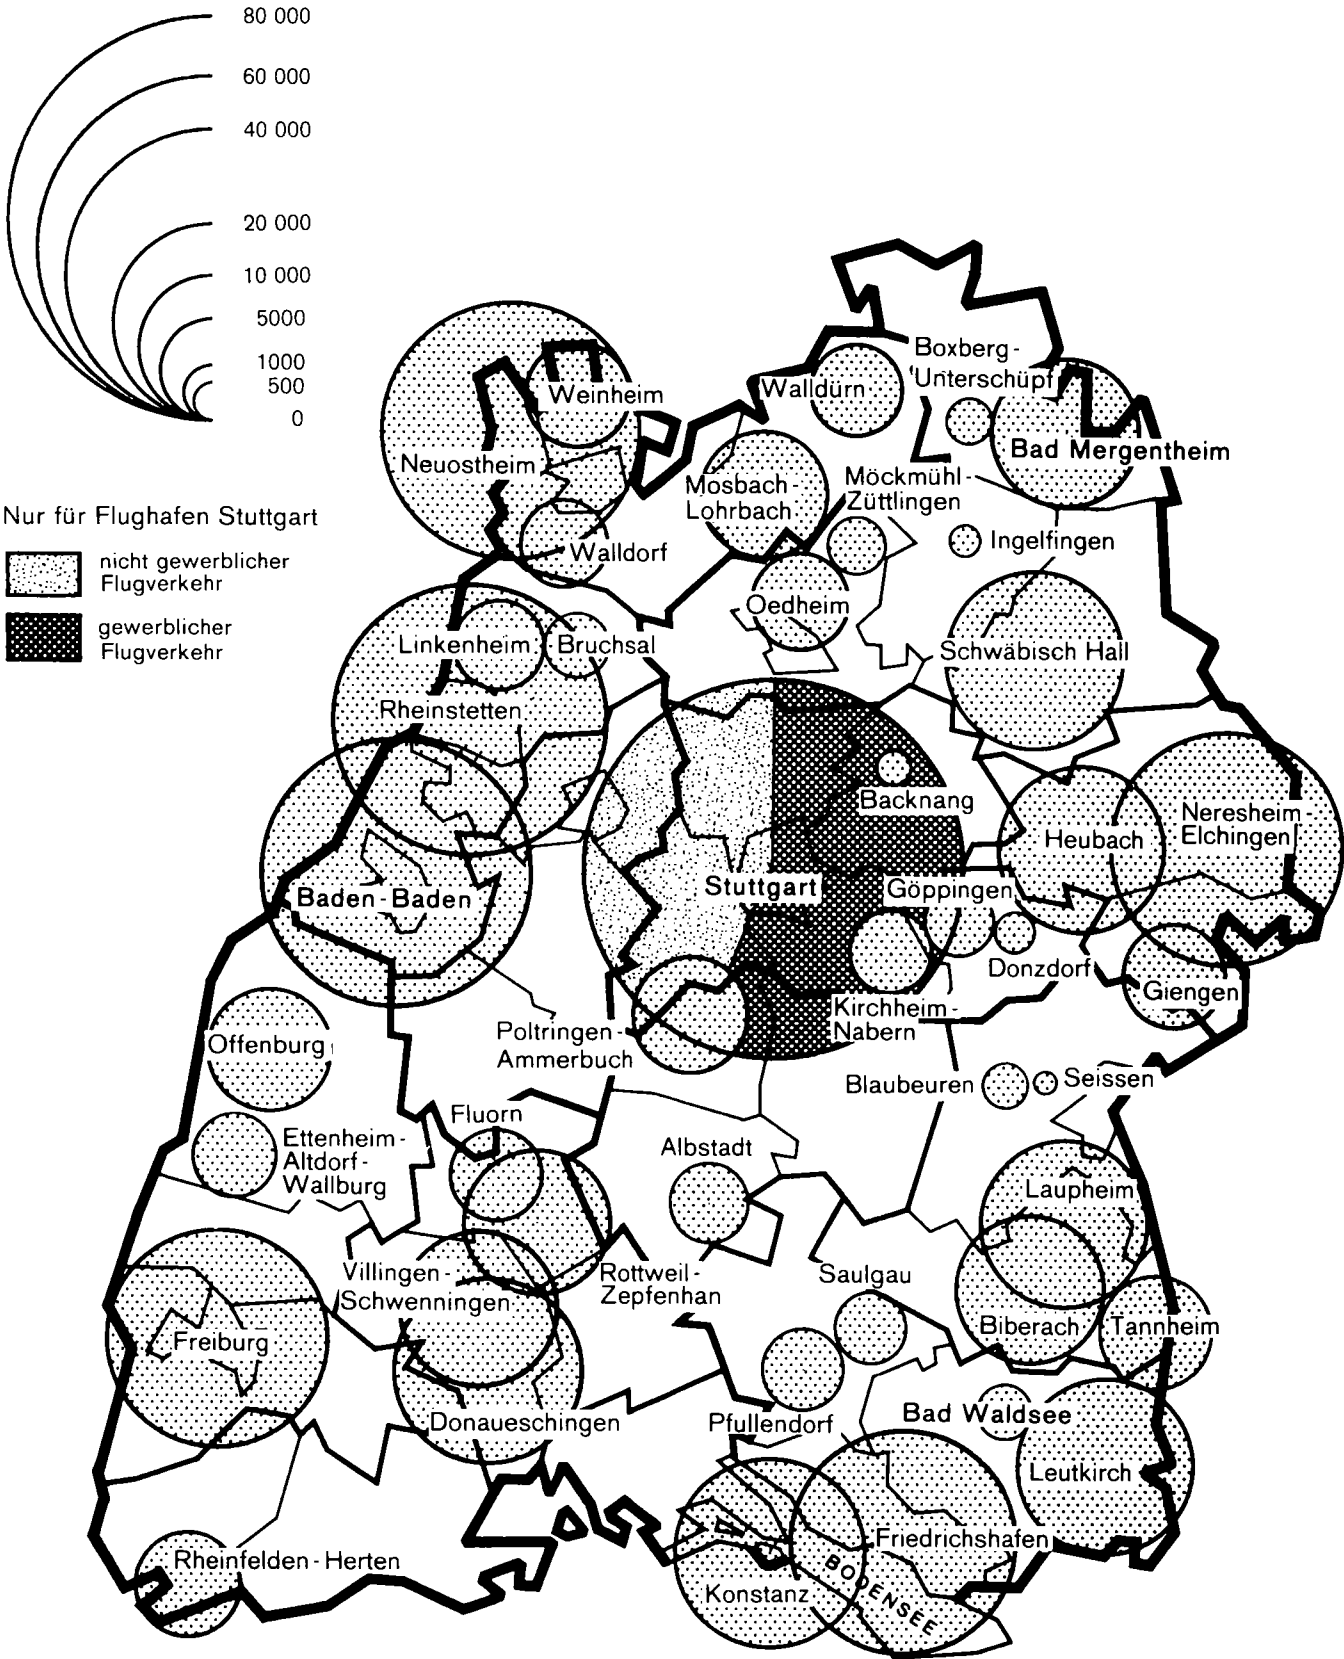 80 000
60 000
40 000
20 000
10 000
5000
1000
500
0
Nur für Flughafen Stuttgart
nicht gewerblicher
Flugverkehr
gewerblicher
Flugverkehr
Boxberg-
Unterschüpf
Walldürn
Weinheim
Bad Mergentheim
Neuostheim
Mosbach-
Lohrbach
Möckmühl-
Züttlingen
Walldorf
Ingelfingen
Oedheim
Linkenheim
Bruchsal
Schwäbisch Hall
Rheinstetten
Backnang
Neresheim-
Elchingen
Heubach
Baden-Baden
Stuttgart
Göppingen
Donzdorf
Giengen
Kirchheim-
Nabern
Offenburg
Poltringen-
Ammerbuch
Blaubeuren
Seissen
Fluorn
Ettenheim-
Altdorf-
Wallburg
Albstadt
Laupheim
Villingen-
Schwenningen
Rottweil-
Zepfenhan
Saulgau
Freiburg
Biberach
Tannheim
Donaueschingen
Pfullendorf
Bad Waldsee
Leutkirch
Friedrichshafen
Rheinfelden-Herten
Konstanz
BODENSEE